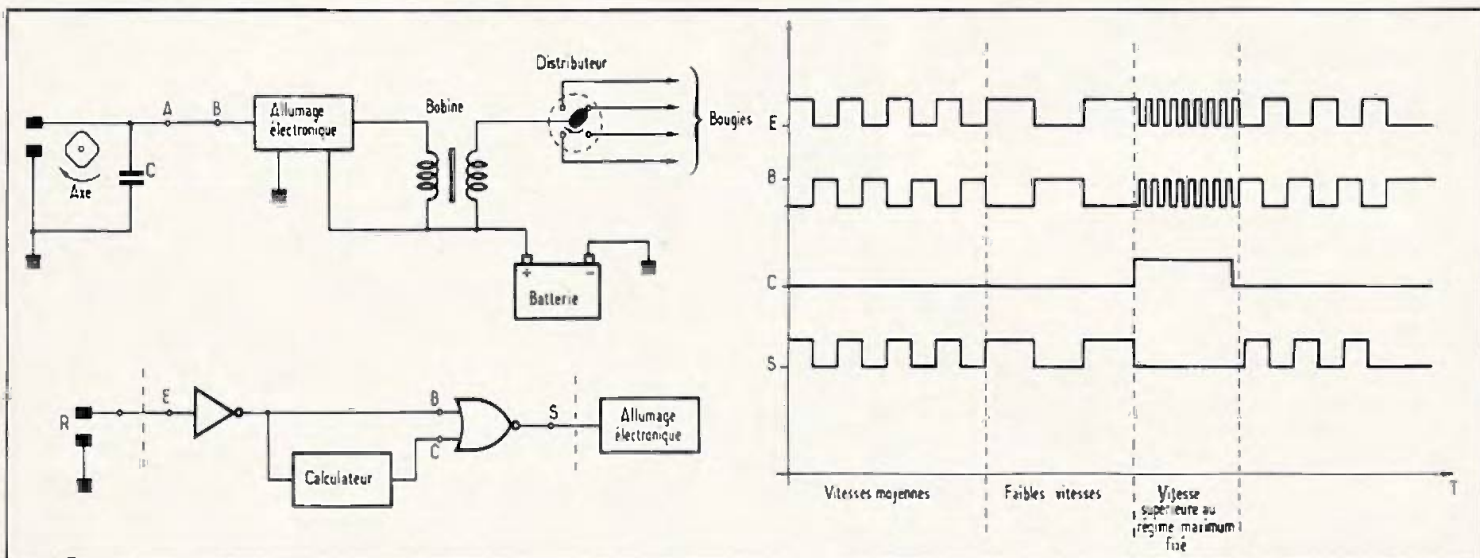 Distributeur
A
B
Allumage
électronique
Bobine
Bougies
C
Axe
+
−
Batterie
R
E
B
C
S
Calculateur
Allumage
électronique
E
B
C
S
T
Vitesses moyennes
Faibles vitesses
Vitesse
supérieure au
régime maximum
fixé